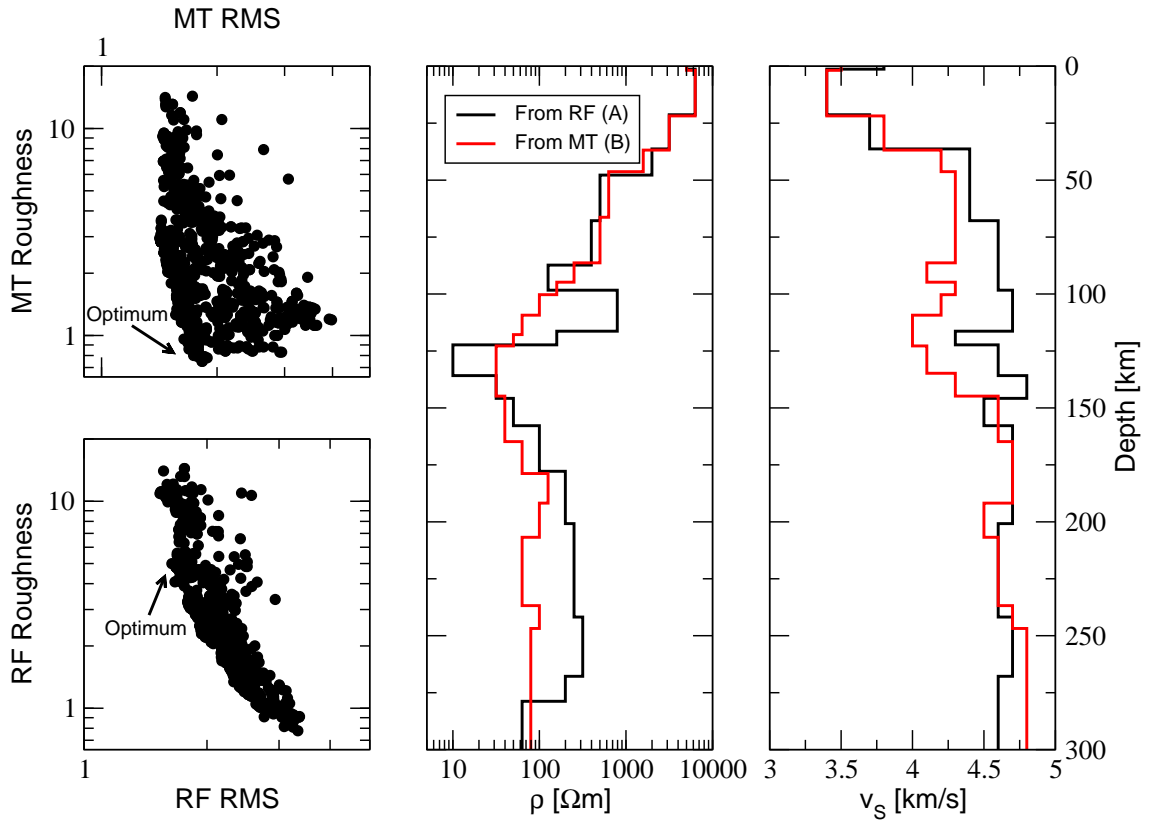 MT RMS
1
10
1
MT Roughness
Optimum
10
1
RF Roughness
Optimum
1
RF RMS
From RF (A)
From MT (B)
10
100
1000
10000
ρ [Ωm]
0
50
100
150
200
250
300
Depth [km]
3
3.5
4
4.5
5
v_S [km/s]